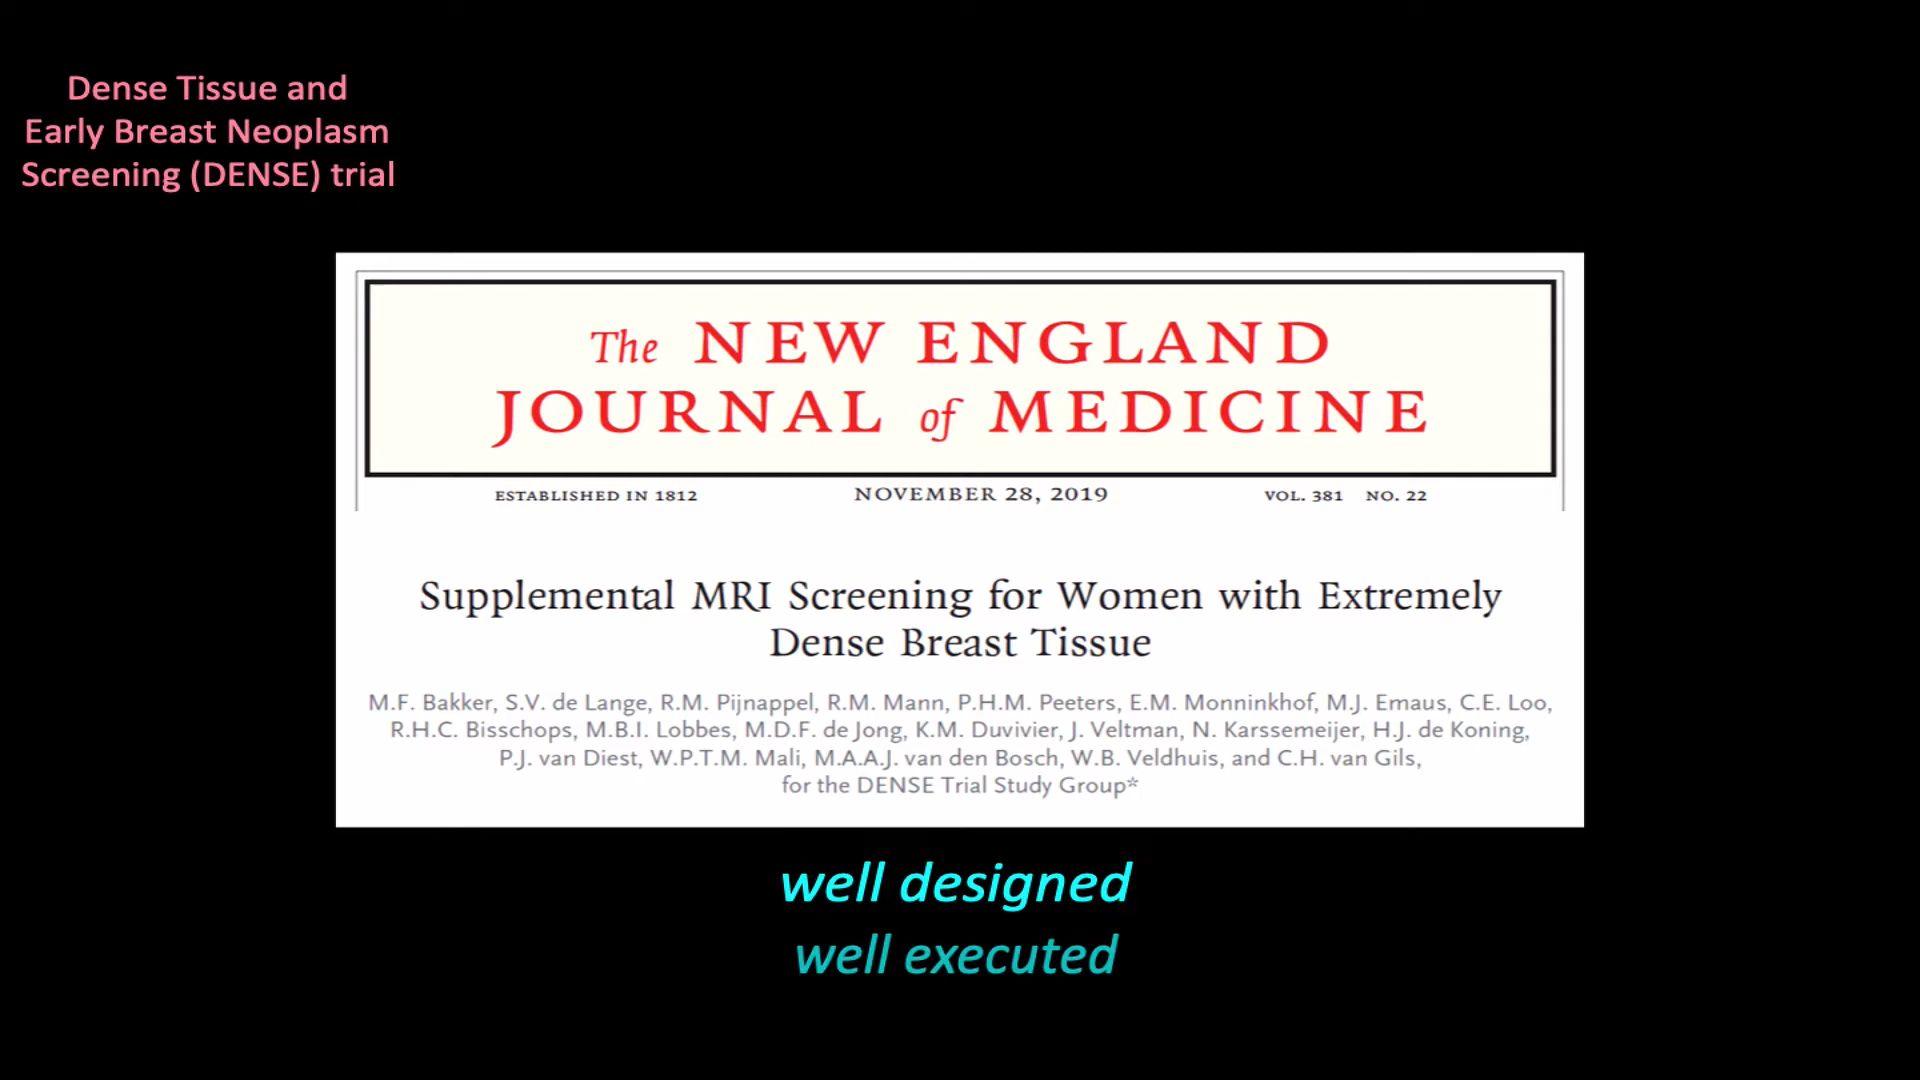 Dense Tissue and
Early Breast Neoplasm
Screening (DENSE) trial
The NEW ENGLAND
JOURNAL of MEDICINE
ESTABLISHED IN 1812 NOVEMBER 28, 2019 VOL. 381 NO. 22
Supplemental MRI Screening for Women with Extremely
Dense Breast Tissue
M.F. Bakker, S.V. de Lange, R.M. Pijnappel, R.M. Mann, P.H.M. Peeters, E.M. Monninkhof, M.J. Emaus, C.E. Loo,
R.H.C. Bisschops, M.B.I. Lobbes, M.D.F. de Jong, K.M. Duvivier, J. Veltman, N. Karssemeijer, H.J. de Koning,
P.J. van Diest, W.P.T.M. Mali, M.A.A.J. van den Bosch, W.B. Veldhuis, and C.H. van Gils,
for the DENSE Trial Study Group*
well designed
well executed